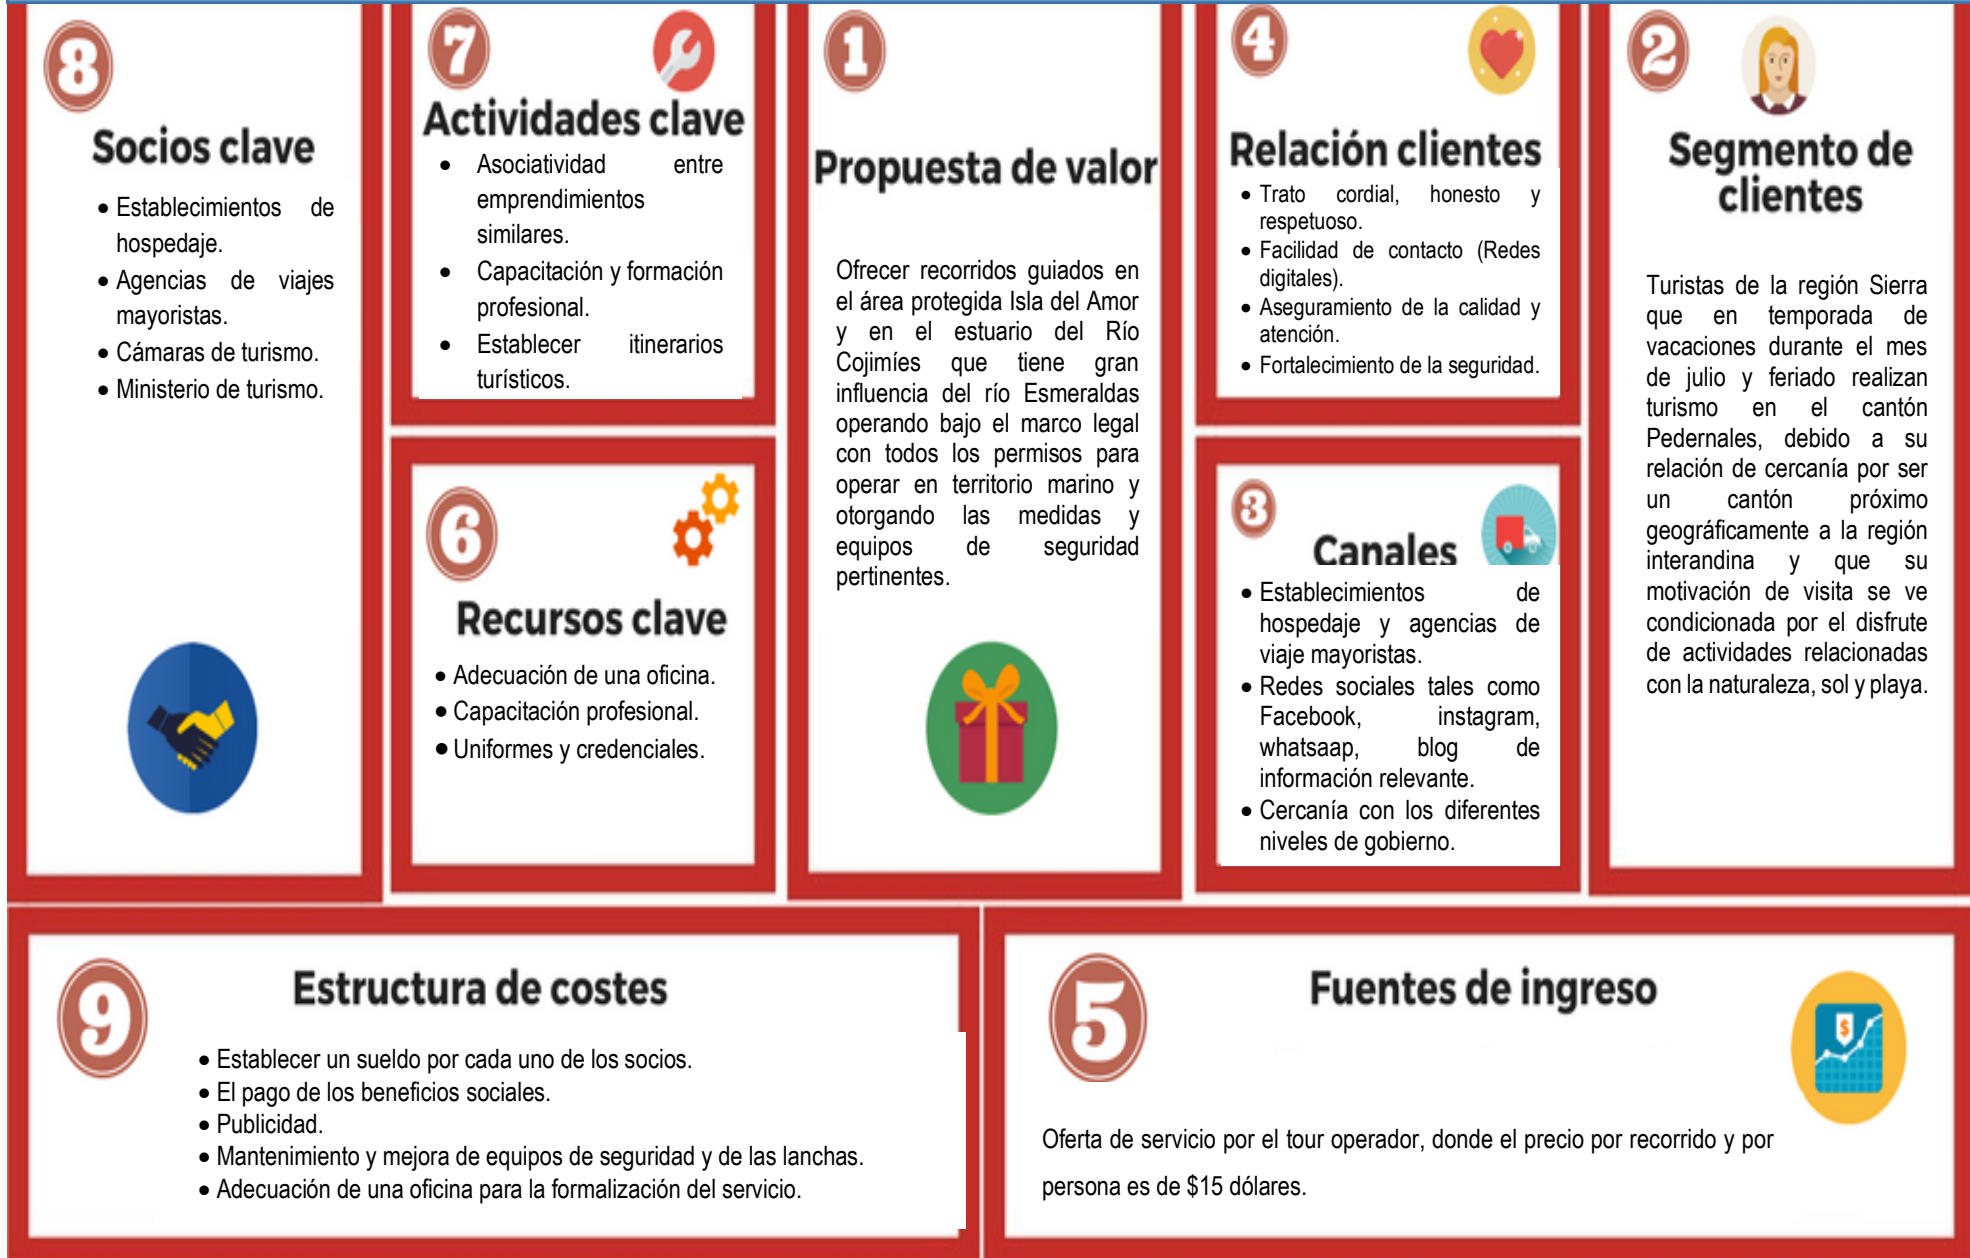 8
Socios clave
• Establecimientos de
hospedaje.
• Agencias de viajes
mayoristas.
• Cámaras de turismo.
• Ministerio de turismo.
7
Actividades clave
• Asociatividad entre
emprendimientos
similares.
• Capacitación y formación
profesional.
• Establecer itinerarios
turísticos.
6
Recursos clave
• Adecuación de una oficina.
• Capacitación profesional.
• Uniformes y credenciales.
1
Propuesta de valor
Ofrecer recorridos guiados en
el área protegida Isla del Amor
y en el estuario del Río
Cojimíes que tiene gran
influencia del río Esmeraldas
operando bajo el marco legal
con todos los permisos para
operar en territorio marino y
otorgando las medidas y
equipos de seguridad
pertinentes.
4
Relación clientes
• Trato cordial, honesto y
respetuoso.
• Facilidad de contacto (Redes
digitales).
• Aseguramiento de la calidad y
atención.
• Fortalecimiento de la seguridad.
3
Canales
• Establecimientos de
hospedaje y agencias de
viaje mayoristas.
• Redes sociales tales como
Facebook, instagram,
whatsaap, blog de
información relevante.
• Cercanía con los diferentes
niveles de gobierno.
2
Segmento de
clientes
Turistas de la región Sierra
que en temporada de
vacaciones durante el mes
de julio y feriado realizan
turismo en el cantón
Pedernales, debido a su
relación de cercanía por ser
un cantón próximo
geográficamente a la región
interandina y que su
motivación de visita se ve
condicionada por el disfrute
de actividades relacionadas
con la naturaleza, sol y playa.
9
Estructura de costes
• Establecer un sueldo por cada uno de los socios.
• El pago de los beneficios sociales.
• Publicidad.
• Mantenimiento y mejora de equipos de seguridad y de las lanchas.
• Adecuación de una oficina para la formalización del servicio.
5
Fuentes de ingreso
$
Oferta de servicio por el tour operador, donde el precio por recorrido y por
persona es de $15 dólares.